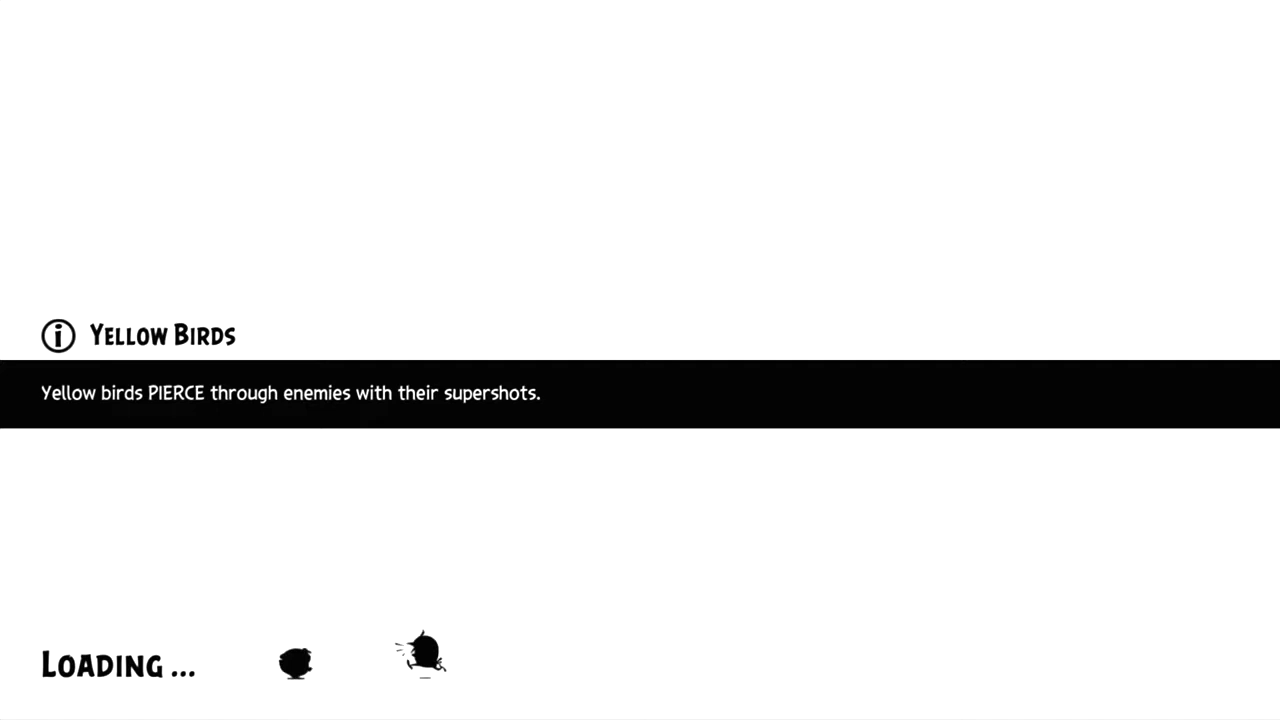 Yellow Birds
Yellow birds PIERCE through enemies with their supershots.
Loading ...